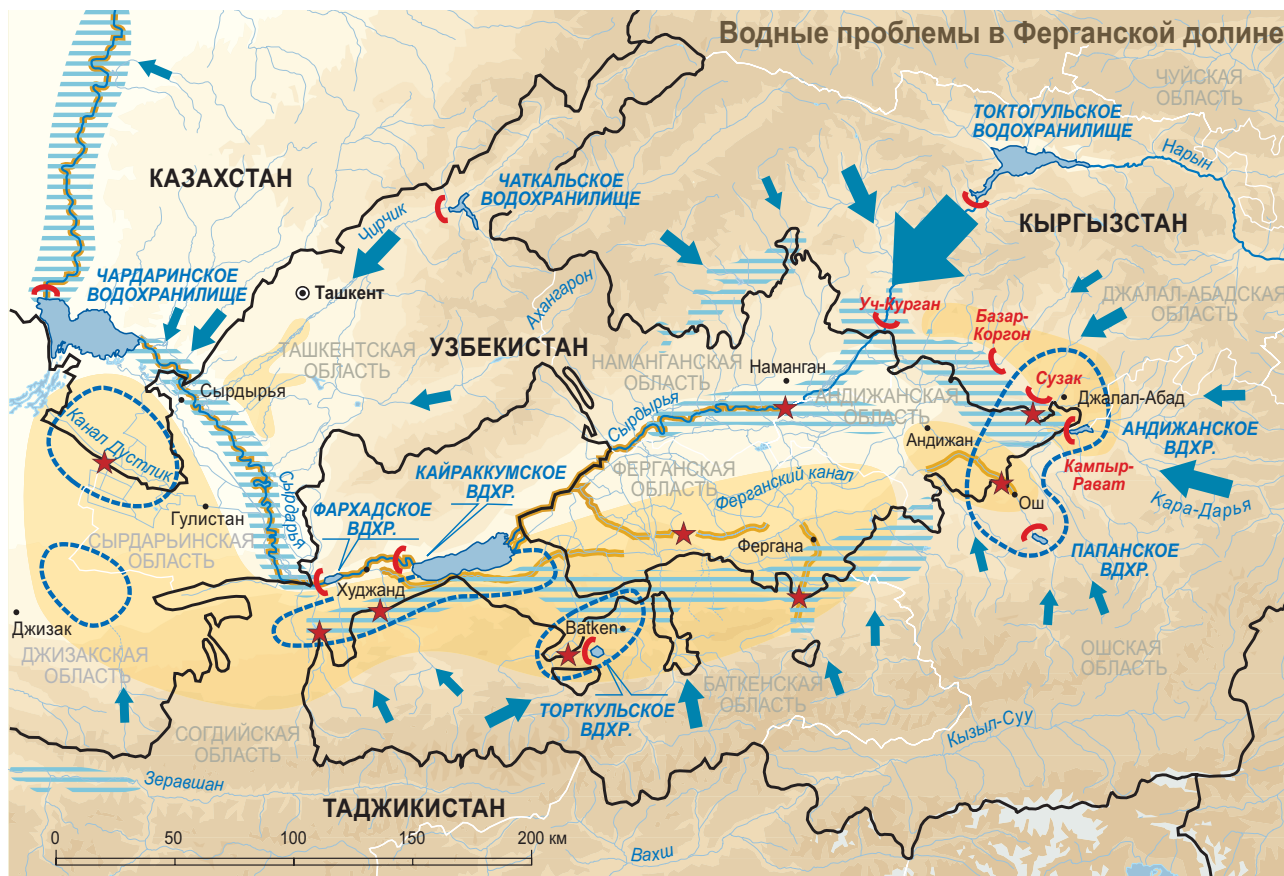 Водные проблемы в Ферганской долине
ЧУЙСКАЯ
ОБЛАСТЬ
ТОКТОГУЛЬСКОЕ
ВОДОХРАНИЛИЩЕ
Нарын
КАЗАХСТАН
ЧАТКАЛЬСКОЕ
ВОДОХРАНИЛИЩЕ
Чирчик
КЫРГЫЗСТАН
ЧАРДАРИНСКОЕ
ВОДОХРАНИЛИЩЕ
Ташкент
Ахангарон
Уч-Курган
Базар-
Коргон
ДЖАЛАЛ-АБАДСКАЯ
ОБЛАСТЬ
ТАШКЕНТСКАЯ
ОБЛАСТЬ
УЗБЕКИСТАН
НАМАНГАНСКАЯ
ОБЛАСТЬ
Наманган
Сузак
Джалал-Абад
Сырдырья
Сырдырья
АНДИЖАНСКАЯ
ОБЛАСТЬ
Андижан
АНДИЖАНСКОЕ
ВДХР.
Канал Дустлик
КАЙРАККУМСКОЕ
ВДХР.
ФЕРГАНСКАЯ
ОБЛАСТЬ
Ферганский канал
Кампыр-
Рават
Кара-Дарья
Гулистан
Сырдарья
ФАРХАДСКОЕ
ВДХР.
Ош
СЫРДАРЬИНСКАЯ
ОБЛАСТЬ
Фергана
ПАПАНСКОЕ
ВДХР.
Худжанд
Джизак
Batken
ДЖИЗАКСКАЯ
ОБЛАСТЬ
ОШСКАЯ
ОБЛАСТЬ
БАТКЕНСКАЯ
ОБЛАСТЬ
ТОРТКУЛЬСКОЕ
ВДХР.
СОГДИЙСКАЯ
ОБЛАСТЬ
Кызыл-Суу
Зеравшан
ТАДЖИКИСТАН
0 50 100 150 200 км
Вахш